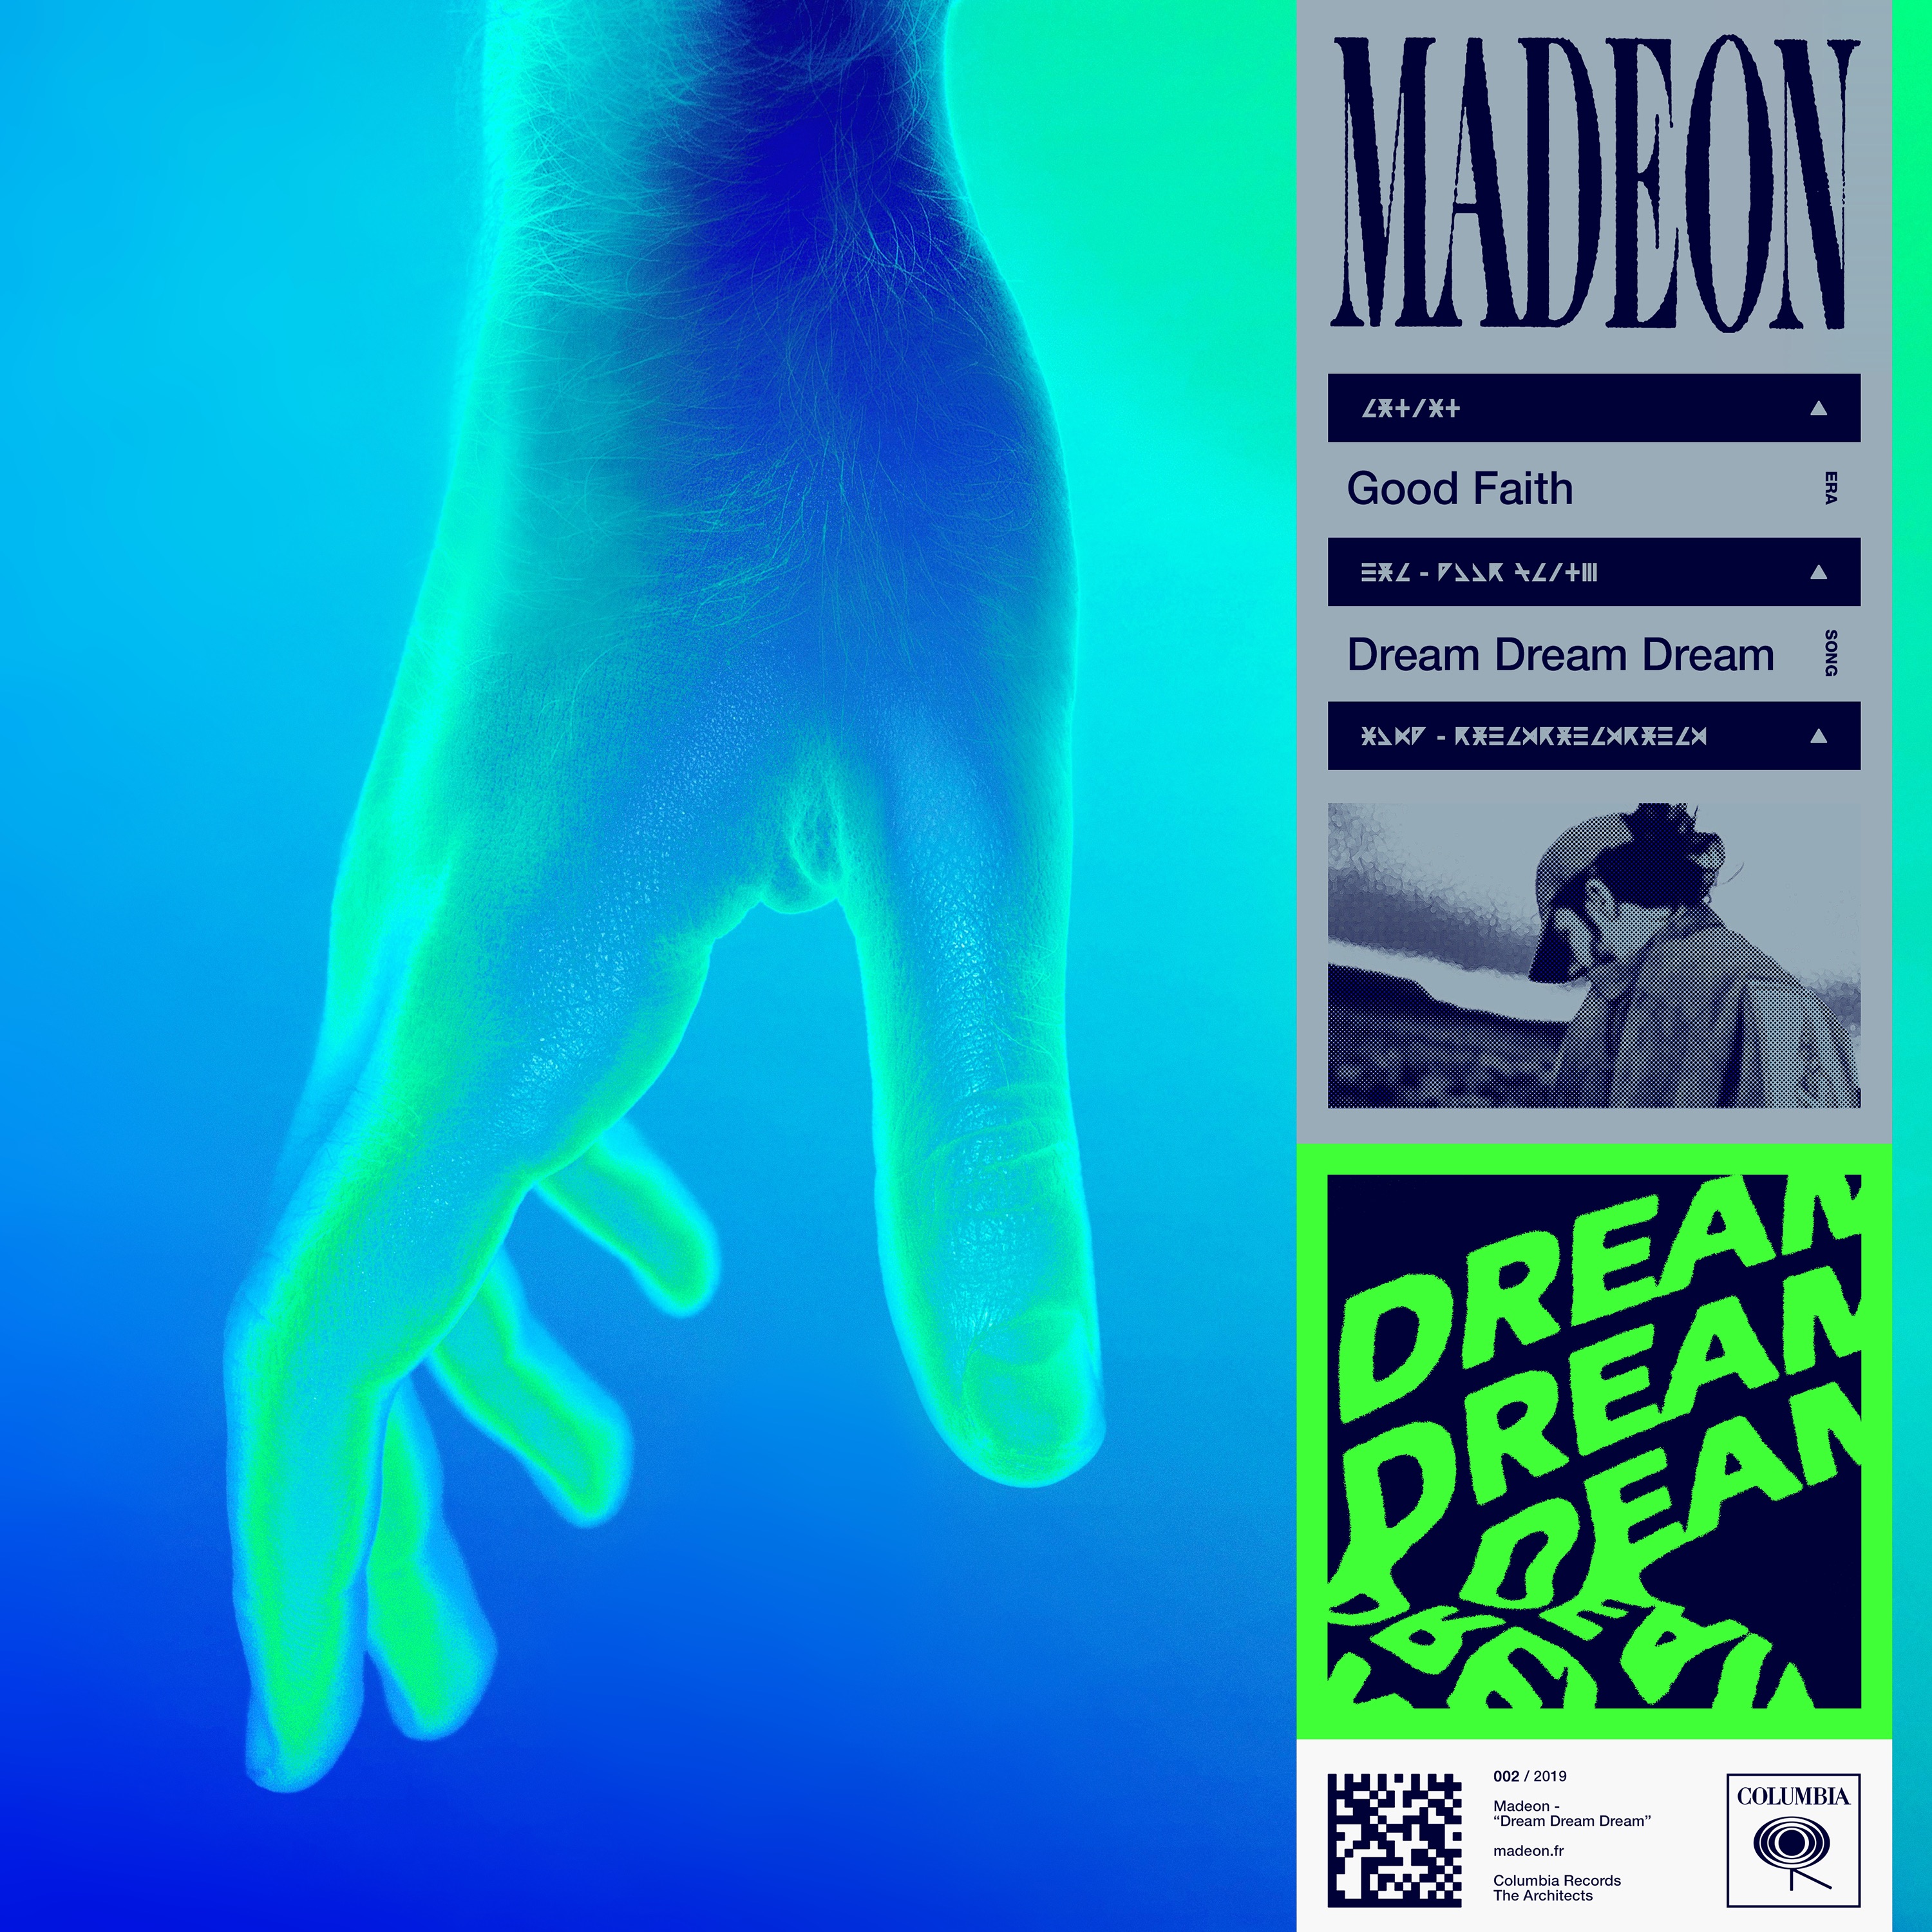 MADEON
Good Faith
ERA
Dream Dream Dream
SONG
DREAM
DREAM
002 / 2019
Madeon -
“Dream Dream Dream”
madeon.fr
Columbia Records
The Architects
COLUMBIA